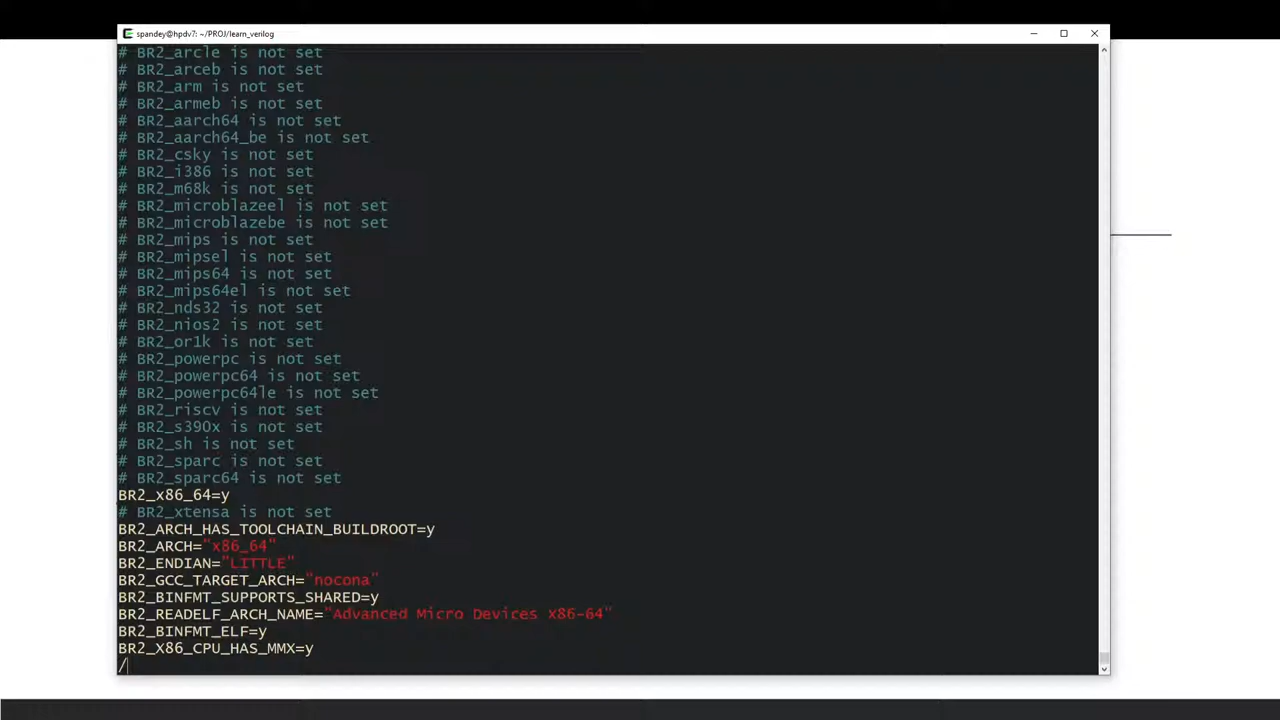 spandey@hpdv7: ~/PROJ/learn_verilog
# BR2_arcle is not set
# BR2_arceb is not set
# BR2_arm is not set
# BR2_armeb is not set
# BR2_aarch64 is not set
# BR2_aarch64_be is not set
# BR2_csky is not set
# BR2_i386 is not set
# BR2_m68k is not set
# BR2_microblazeel is not set
# BR2_microblazebe is not set
# BR2_mips is not set
# BR2_mipsel is not set
# BR2_mips64 is not set
# BR2_mips64el is not set
# BR2_nds32 is not set
# BR2_nios2 is not set
# BR2_or1k is not set
# BR2_powerpc is not set
# BR2_powerpc64 is not set
# BR2_powerpc64le is not set
# BR2_riscv is not set
# BR2_s390x is not set
# BR2_sh is not set
# BR2_sparc is not set
# BR2_sparc64 is not set
BR2_x86_64=y
# BR2_xtensa is not set
BR2_ARCH_HAS_TOOLCHAIN_BUILDROOT=y
BR2_ARCH="x86_64"
BR2_ENDIAN="LITTLE"
BR2_GCC_TARGET_ARCH="nocona"
BR2_BINFMT_SUPPORTS_SHARED=y
BR2_READELF_ARCH_NAME="Advanced Micro Devices X86-64"
BR2_BINFMT_ELF=y
BR2_X86_CPU_HAS_MMX=y
/